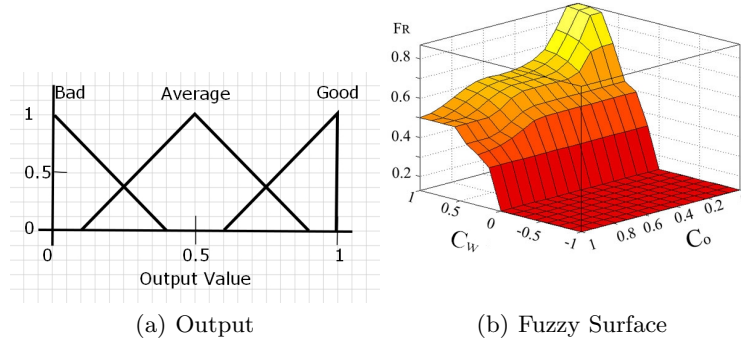 Bad Average Good
1
0.5
0
0 0.5 1
Output Value
(a) Output
FR
0.8
0.6
0.4
0.2
1 0.5 0 -0.5 -1
CW
1 0.8 0.6 0.4 0.2
Co
(b) Fuzzy Surface